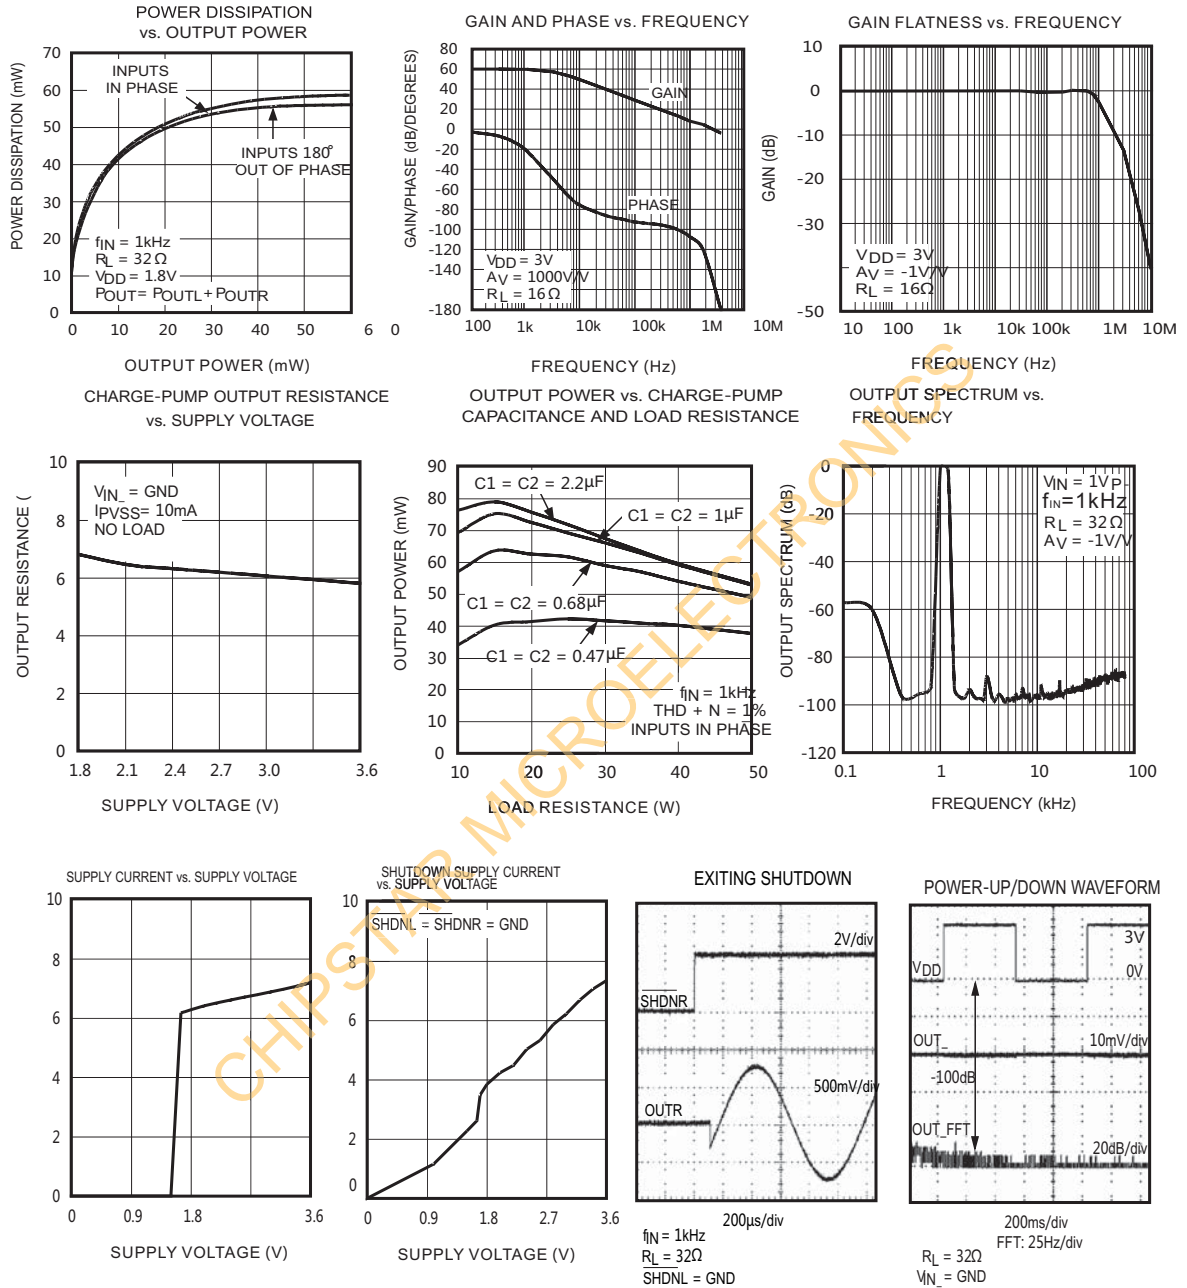 POWER DISSIPATION
vs. OUTPUT POWER
POWER DISSIPATION (mW)
70
60
50
40
30
20
10
0
INPUTS
IN PHASE
INPUTS 180°
OUT OF PHASE
fIN = 1kHz
RL = 32Ω
VDD = 1.8V
POUT = POUTL + POUTR
0 10 20 30 40 50 6 0
OUTPUT POWER (mW)
GAIN AND PHASE vs. FREQUENCY
GAIN/PHASE (dB/DEGREES)
80
60
40
20
0
-20
-40
-60
-80
-100
-120
-140
-180
GAIN
PHASE
VDD = 3V
AV = 1000V/V
RL = 16Ω
100 1k 10k 100k 1M 10M
FREQUENCY (Hz)
GAIN FLATNESS vs. FREQUENCY
GAIN (dB)
10
0
-10
-20
-30
-40
-50
VDD = 3V
AV = -1V/V
RL = 16Ω
10 100 1k 10k 100k 1M 10M
FREQUENCY (Hz)
CHARGE-PUMP OUTPUT RESISTANCE
vs. SUPPLY VOLTAGE
OUTPUT RESISTANCE (
10
8
6
4
2
0
VIN_ = GND
IPVSS = 10mA
NO LOAD
1.8 2.1 2.4 2.7 3.0 3.6
SUPPLY VOLTAGE (V)
OUTPUT POWER vs. CHARGE-PUMP
CAPACITANCE AND LOAD RESISTANCE
OUTPUT POWER (mW)
90
80
70
60
50
40
30
20
10
0
C1 = C2 = 2.2µF
C1 = C2 = 1µF
C1 = C2 = 0.68µF
C1 = C2 = 0.47µF
fIN = 1kHz
THD + N = 1%
INPUTS IN PHASE
10 20 30 40 50
LOAD RESISTANCE (W)
OUTPUT SPECTRUM vs.
FREQUENCY
OUTPUT SPECTRUM (dB)
0
-20
-40
-60
-80
-100
-120
VIN = 1VP
fIN=1kHz
RL = 32Ω
AV = -1V/V
0.1 1 10 100
FREQUENCY (kHz)
SUPPLY CURRENT vs. SUPPLY VOLTAGE
10
8
6
4
2
0
0 0.9 1.8 3.6
SUPPLY VOLTAGE (V)
SHUTDOWN SUPPLY CURRENT
vs. SUPPLY VOLTAGE
10
8
6
4
2
0
SHDNL = SHDNR = GND
0 0.9 1.8 2.7 3.6
SUPPLY VOLTAGE (V)
EXITING SHUTDOWN
2V/div
SHDNR
500mV/div
OUTR
200µs/div
fIN = 1kHz
RL = 32Ω
SHDNL = GND
POWER-UP/DOWN WAVEFORM
3V
VDD
0V
OUT_
10mV/div
-100dB
OUT_FFT
20dB/div
200ms/div
FFT: 25Hz/div
RL = 32Ω
VIN_ = GND
CHIPSTAR MICROELECTRONICS